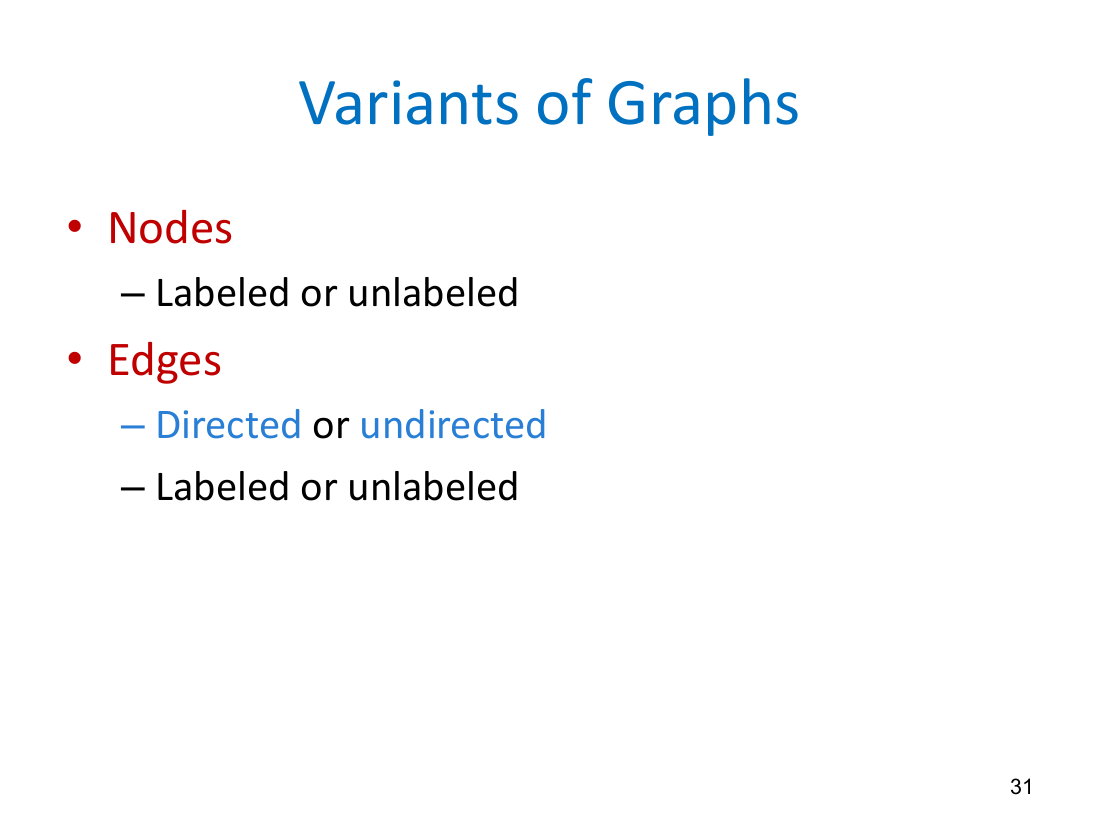 Variants of Graphs
• Nodes
– Labeled or unlabeled
• Edges
– Directed or undirected
– Labeled or unlabeled
31